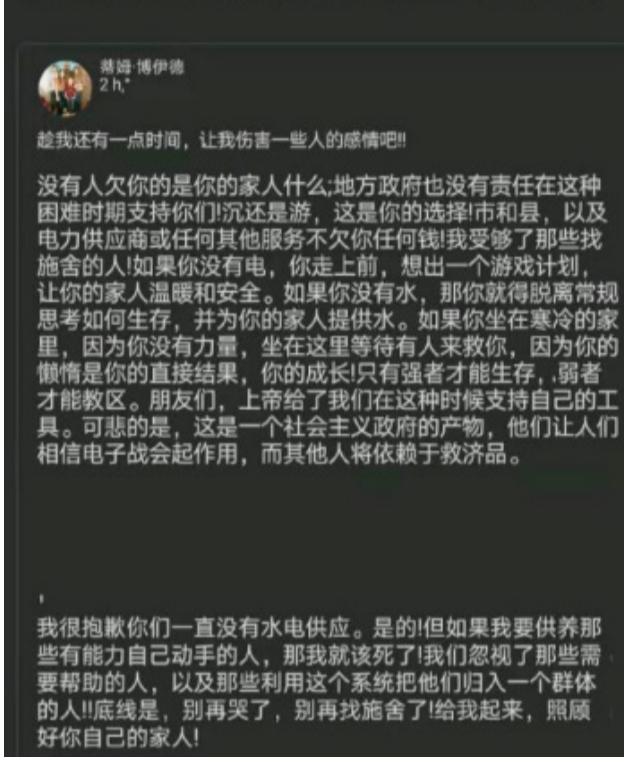 蒂姆·博伊德
2 h,*
趁我还有一点时间，让我伤害一些人的感情吧!!
没有人欠你的是你的家人什么;地方政府也没有责任在这种
困难时期支持你们!沉还是游，这是你的选择!市和县，以及
电力供应商或任何其他服务不欠你任何钱!我受够了那些找
施舍的人!如果你没有电，你走上前，想出一个游戏计划，
让你的家人温暖和安全。如果你没有水，那你就得脱离常规
思考如何生存，并为你的家人提供水。如果你坐在寒冷的家
里，因为你没有力量，坐在这里等待有人来救你，因为你的
懒惰是你的直接结果，你的成长!只有强者才能生存，.弱者
才能教区。朋友们，上帝给了我们在这种时候支持自己的工
具。可悲的是，这是一个社会主义政府的产物，他们让人们
相信电子战会起作用，而其他人将依赖于救济品。
,
我很抱歉你们一直没有水电供应。是的!但如果我要供养那
些有能力自己动手的人，那我就该死了!我们忽视了那些需
要帮助的人，以及那些利用这个系统把他们归入一个群体
的人!!底线是，别再哭了，别再找施舍了!给我起来，照顾
好你自己的家人!